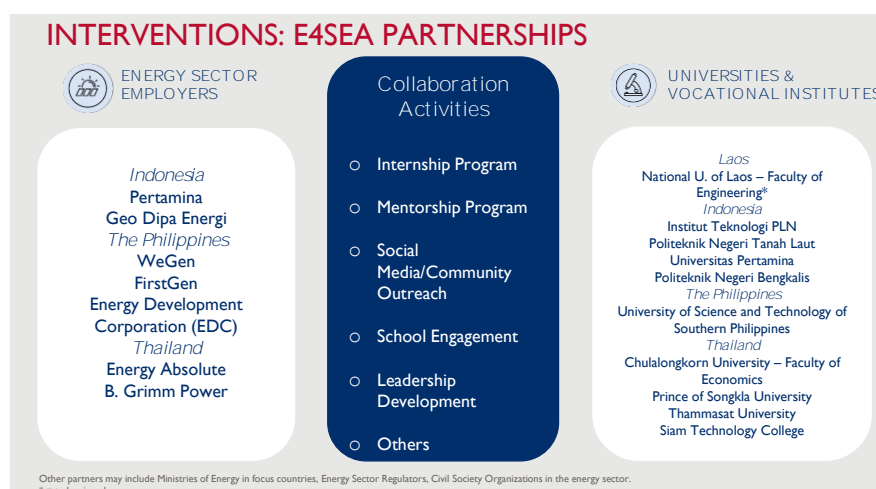 INTERVENTIONS: E4SEA PARTNERSHIPS
ENERGY SECTOR
EMPLOYERS
Indonesia
Pertamina
Geo Dipa Energi
The Philippines
WeGen
FirstGen
Energy Development
Corporation (EDC)
Thailand
Energy Absolute
B. Grimm Power
Collaboration
Activities
o Internship Program
o Mentorship Program
o Social
Media/Community
Outreach
o School Engagement
o Leadership
Development
o Others
UNIVERSITIES &
VOCATIONAL INSTITUTES
Laos
National U. of Laos – Faculty of
Engineering*
Indonesia
Institut Teknologi PLN
Politeknik Negeri Tanah Laut
Universitas Pertamina
Politeknik Negeri Bengkalis
The Philippines
University of Science and Technology of
Southern Philippines
Thailand
Chulalongkorn University – Faculty of
Economics
Prince of Songkla University
Thammasat University
Siam Technology College
Other partners may include Ministries of Energy in focus countries, Energy Sector Regulators, Civil Society Organizations in the energy sector.